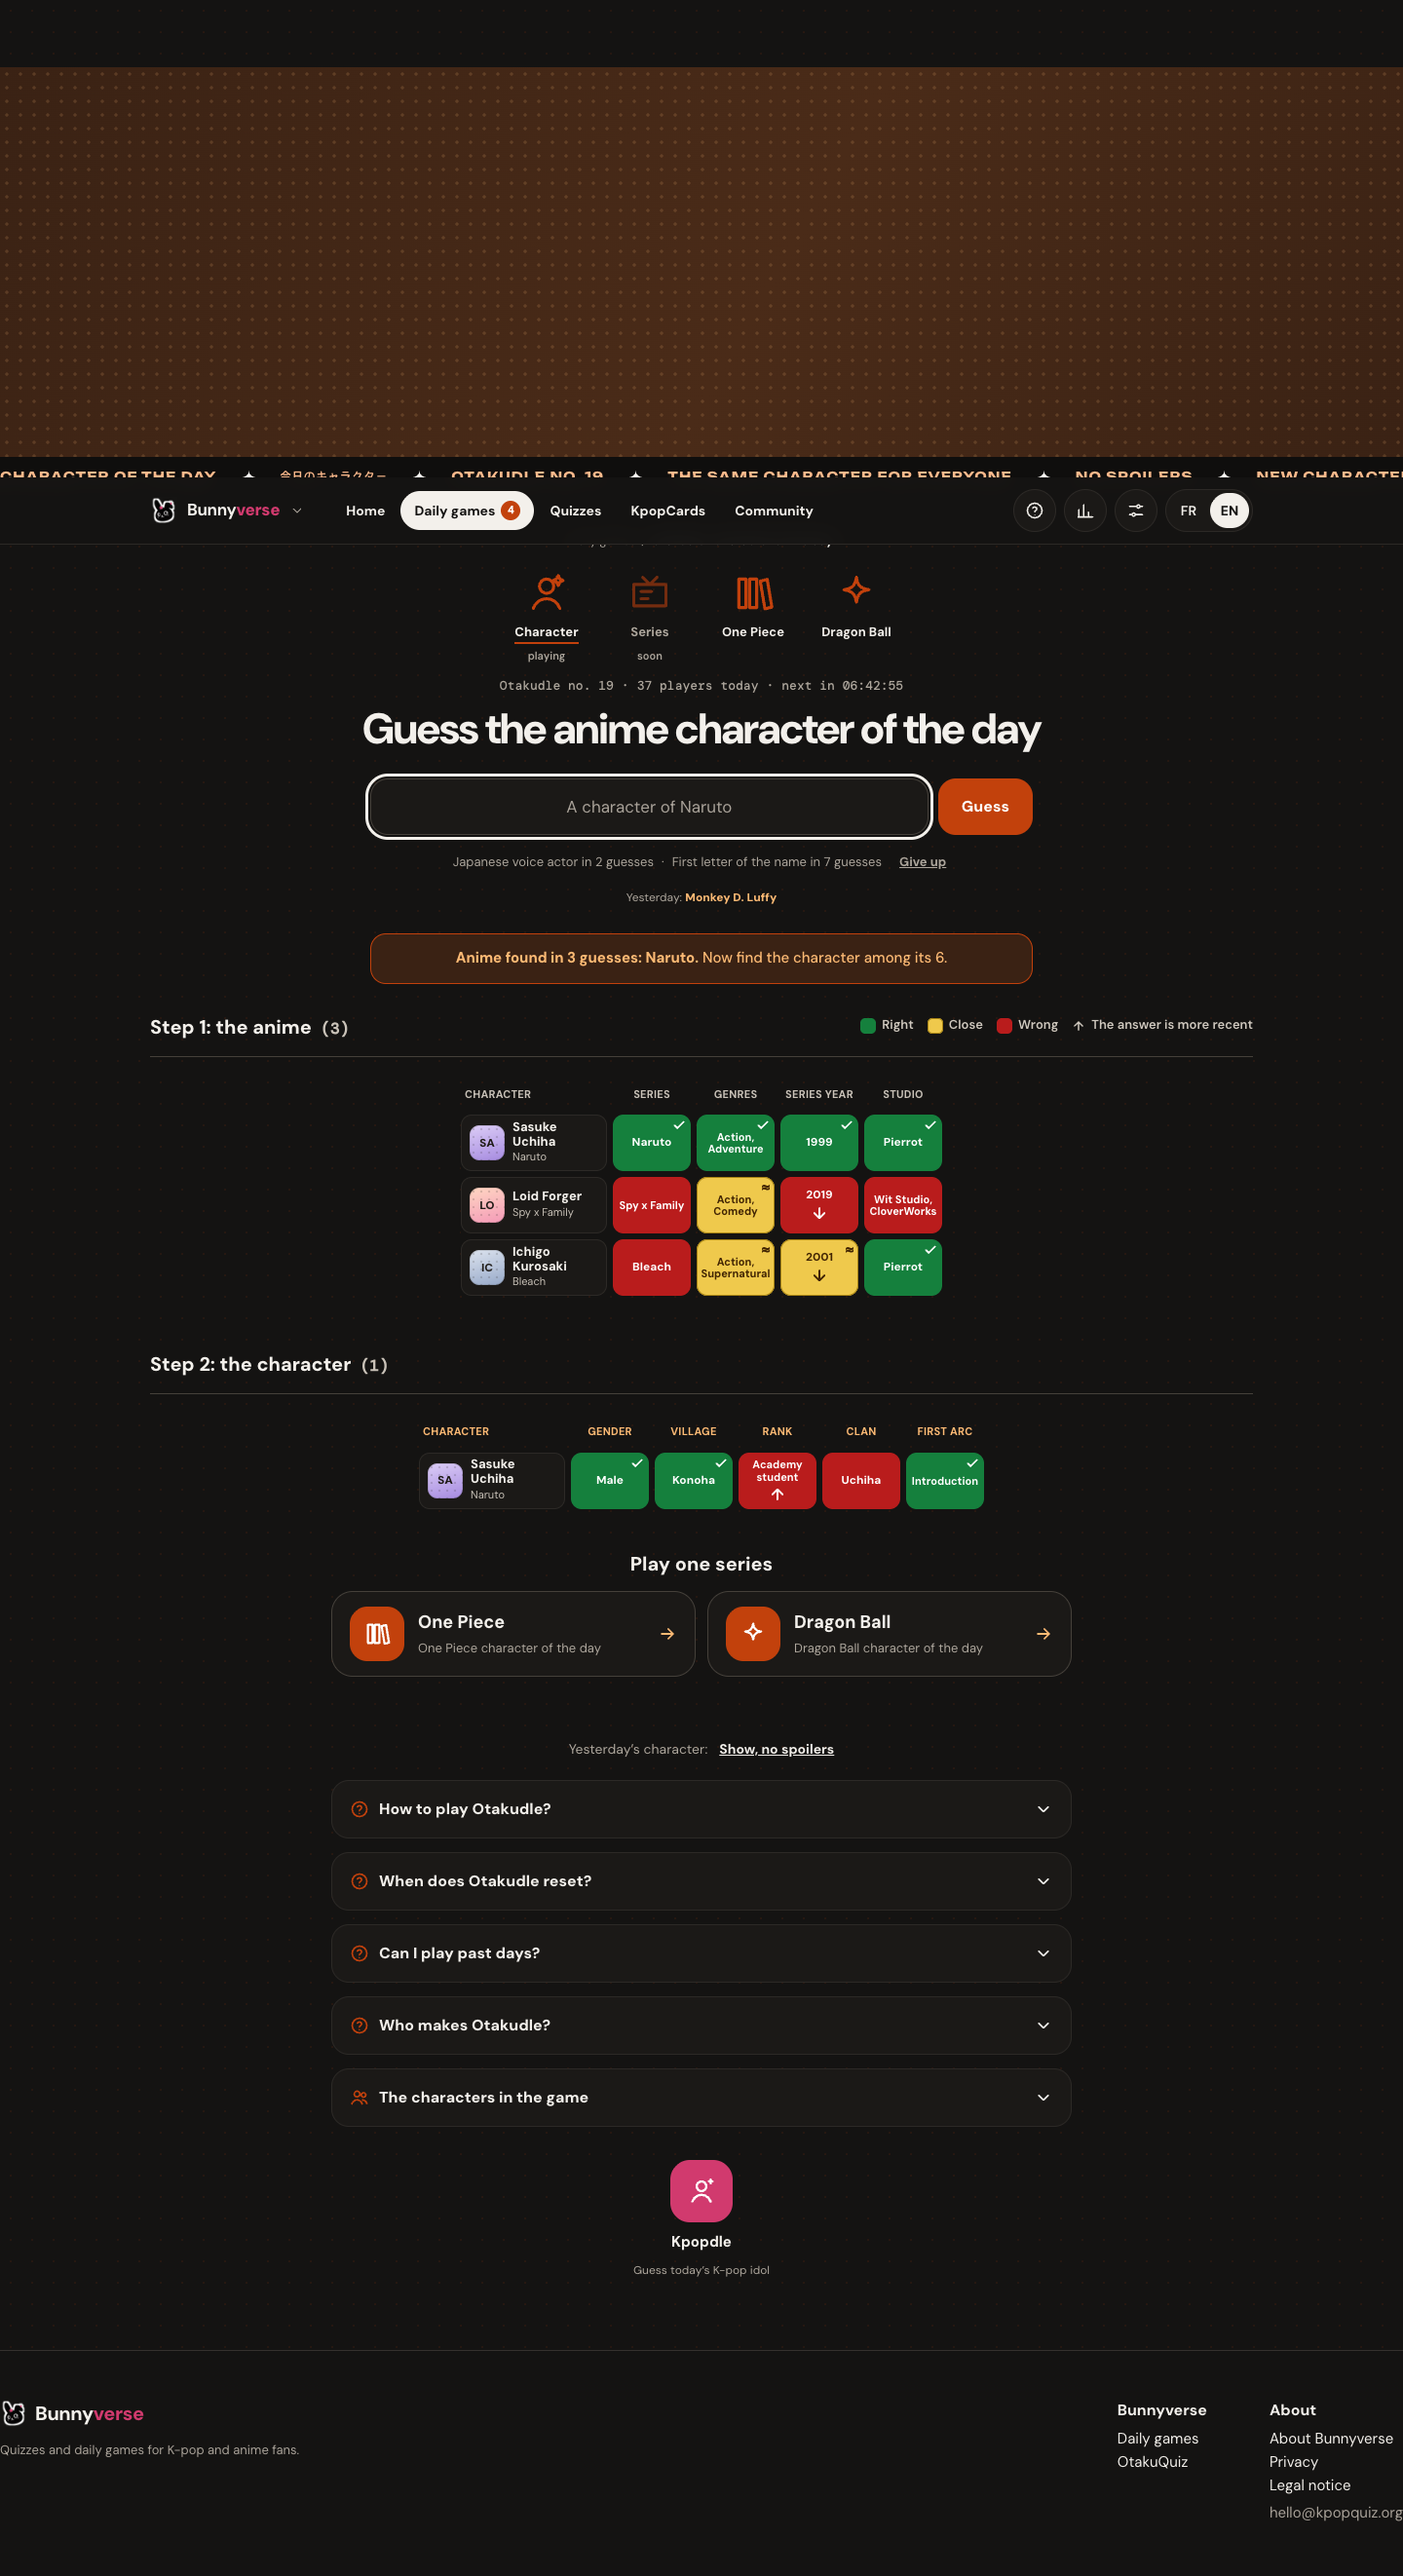 CHARACTER OF THE DAY ✦ 今日のキャラクター ✦ OTAKUDLE NO. 19 ✦ THE SAME CHARACTER FOR EVERYONE ✦ NO SPOILERS ✦ NEW CHARACTER
Bunnyverse Home Daily games 4 Quizzes KpopCards Community FR EN
Character Series One Piece Dragon Ball
playing soon
Otakudle no. 19 · 37 players today · next in 06:42:55
Guess the anime character of the day
A character of Naruto Guess
Japanese voice actor in 2 guesses · First letter of the name in 7 guesses Give up
Yesterday: Monkey D. Luffy
Anime found in 3 guesses: Naruto. Now find the character among its 6.
Step 1: the anime (3) Right Close Wrong ↑ The answer is more recent
CHARACTER SERIES GENRES SERIES YEAR STUDIO
SA Sasuke Uchiha Naruto Naruto Action, Adventure 1999 Pierrot
LO Loid Forger Spy x Family Spy x Family Action, Comedy 2019 ↓ Wit Studio, CloverWorks
IC Ichigo Kurosaki Bleach Bleach Action, Supernatural 2001 ↓ Pierrot
Step 2: the character (1)
CHARACTER GENDER VILLAGE RANK CLAN FIRST ARC
SA Sasuke Uchiha Naruto Male Konoha Academy student ↑ Uchiha Introduction
Play one series
One Piece
One Piece character of the day →
Dragon Ball
Dragon Ball character of the day →
Yesterday's character: Show, no spoilers
How to play Otakudle?
When does Otakudle reset?
Can I play past days?
Who makes Otakudle?
The characters in the game
Kpopdle
Guess today's K-pop idol
Bunnyverse
Quizzes and daily games for K-pop and anime fans.
Bunnyverse
Daily games
OtakuQuiz
About
About Bunnyverse
Privacy
Legal notice
hello@kpopquiz.org